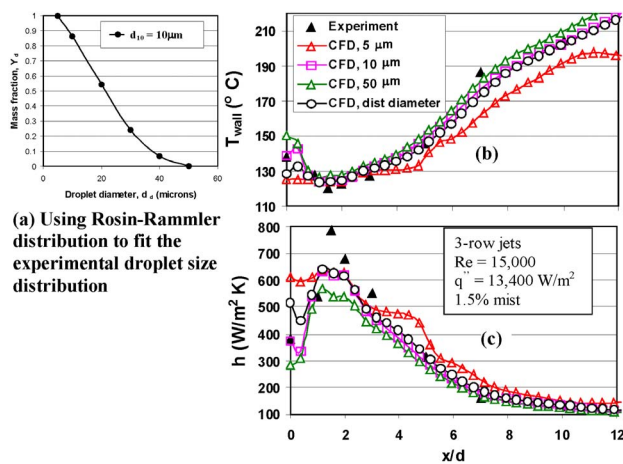 (a)
1
0.9
0.8
0.7
0.6
0.5
0.4
0.3
0.2
0.1
0
Mass fraction, Y_d
d₁₀ = 10μm
0 20 40 60
Droplet diameter, d_d (microns)
(a) Using Rosin-Rammler
distribution to fit the
experimental droplet size
distribution
T_wall (° C)
210
190
170
150
130
110
Experiment
CFD, 5 μm
CFD, 10 μm
CFD, 50 μm
CFD, dist diameter
(b)
h (W/m² K)
800
700
600
500
400
300
200
100
3-row jets
Re = 15,000
q`` = 13,400 W/m²
1.5% mist
(c)
0 2 4 6 8 10 12
x/d